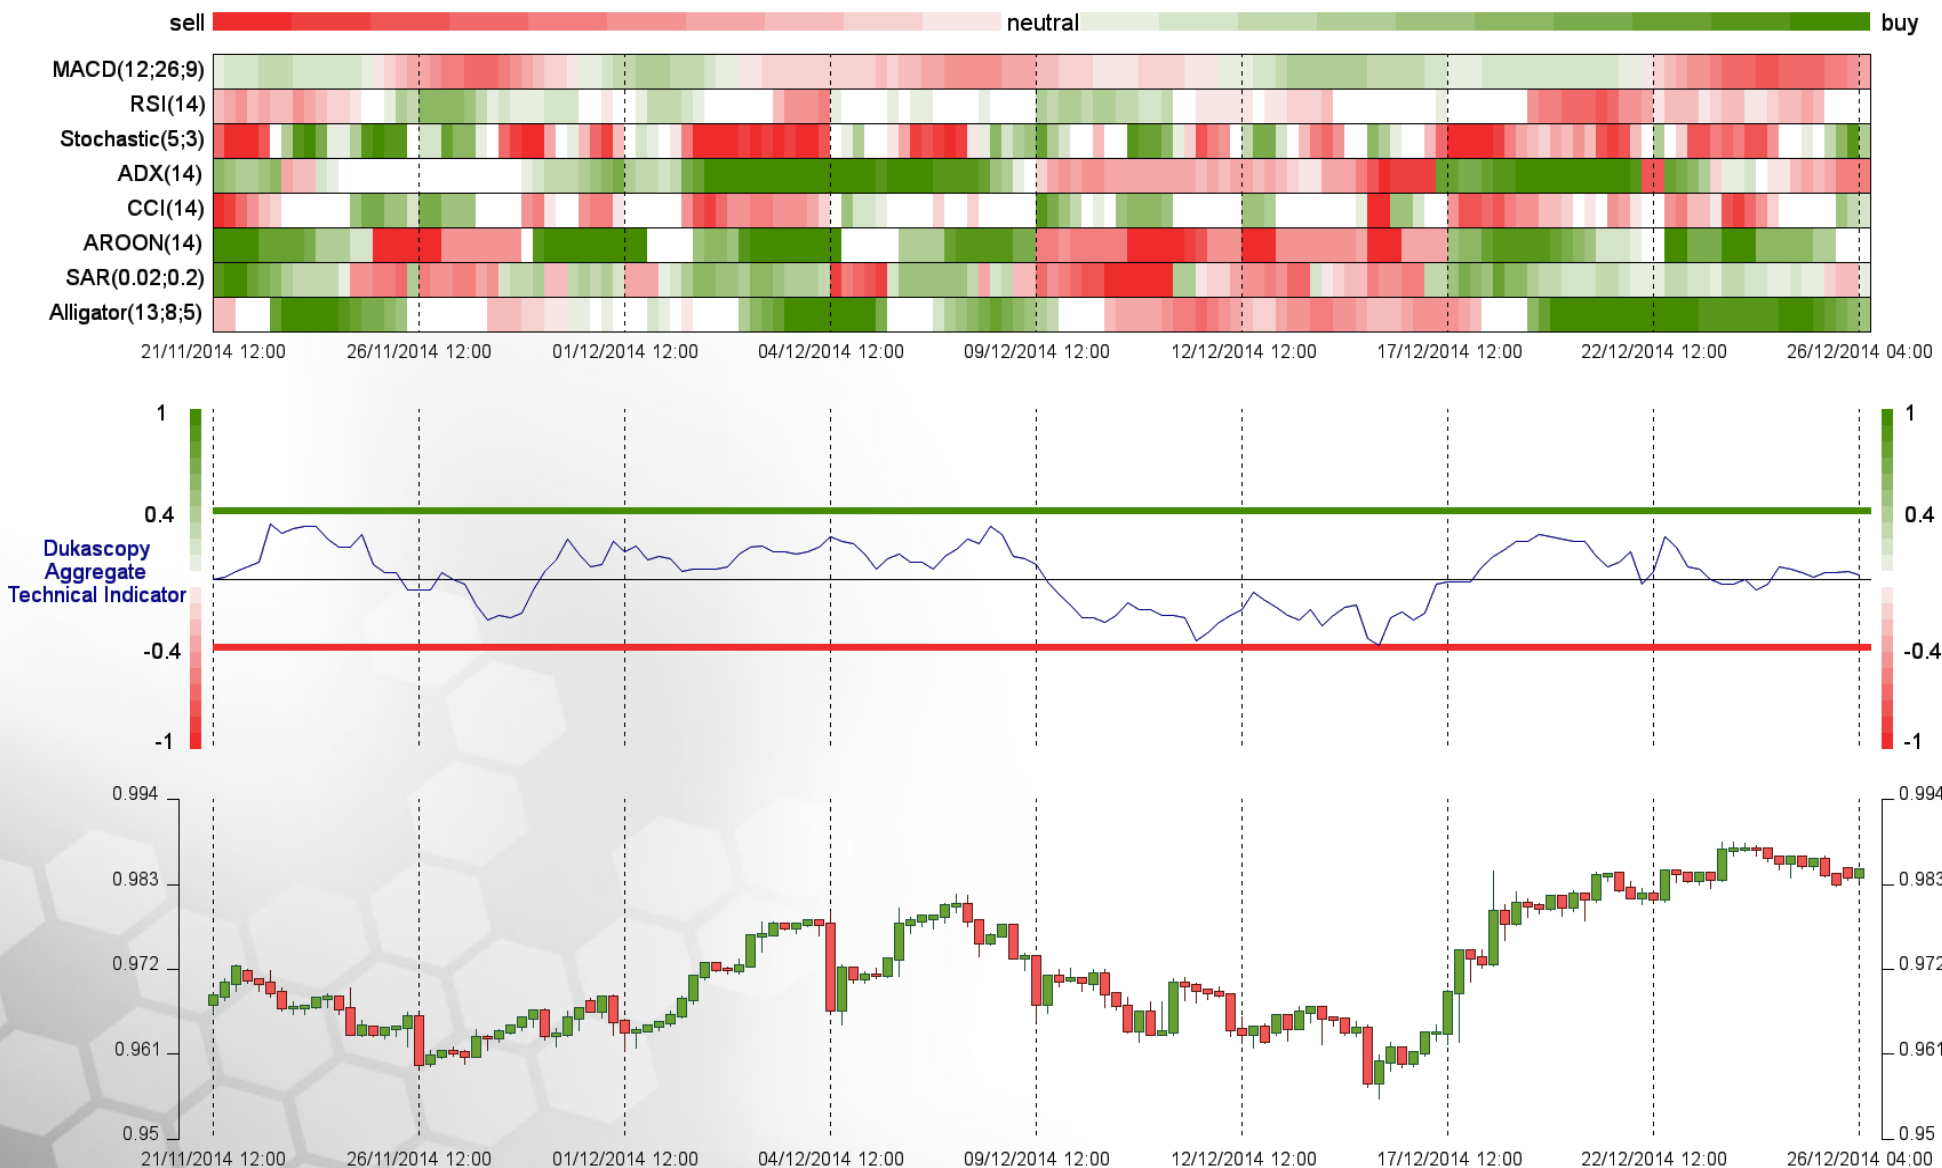 sell neutral buy
MACD(12;26;9)
RSI(14)
Stochastic(5;3)
ADX(14)
CCI(14)
AROON(14)
SAR(0.02;0.2)
Alligator(13;8;5)
21/11/2014 12:00 26/11/2014 12:00 01/12/2014 12:00 04/12/2014 12:00 09/12/2014 12:00 12/12/2014 12:00 17/12/2014 12:00 22/12/2014 12:00 26/12/2014 04:00
1 1
0.4 0.4
Dukascopy
Aggregate
Technical Indicator
-0.4 -0.4
-1 -1
0.994 0.994
0.983 0.983
0.972 0.972
0.961 0.961
0.95 0.95
21/11/2014 12:00 26/11/2014 12:00 01/12/2014 12:00 04/12/2014 12:00 09/12/2014 12:00 12/12/2014 12:00 17/12/2014 12:00 22/12/2014 12:00 26/12/2014 04:00